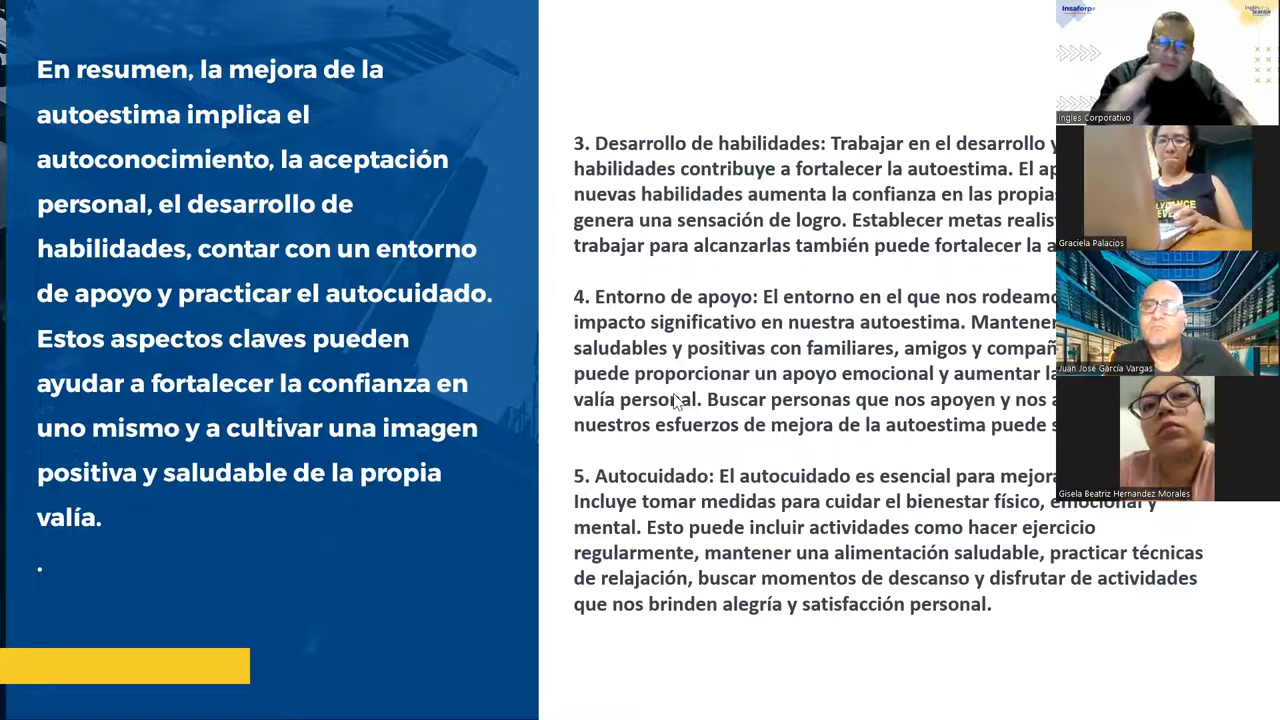 En resumen, la mejora de la
autoestima implica el
autoconocimiento, la aceptación
personal, el desarrollo de
habilidades, contar con un entorno
de apoyo y practicar el autocuidado.
Estos aspectos claves pueden
ayudar a fortalecer la confianza en
uno mismo y a cultivar una imagen
positiva y saludable de la propia
valía.
.
3. Desarrollo de habilidades: Trabajar en el desarrollo y
habilidades contribuye a fortalecer la autoestima. El
nuevas habilidades aumenta la confianza en las propias
genera una sensación de logro. Establecer metas
trabajar para alcanzarlas también puede fortalecer la
4. Entorno de apoyo: El entorno en el que nos
impacto significativo en nuestra autoestima. Mantener
saludables y positivas con familiares, amigos y
puede proporcionar un apoyo emocional y aumentar
valía personal. Buscar personas que nos apoyen y nos
nuestros esfuerzos de mejora de la autoestima puede
5. Autocuidado: El autocuidado es esencial para
Incluye tomar medidas para cuidar el bienestar físico, emocional y
mental. Esto puede incluir actividades como hacer ejercicio
regularmente, mantener una alimentación saludable, practicar técnicas
de relajación, buscar momentos de descanso y disfrutar de actividades
que nos brinden alegría y satisfacción personal.
Insaforp
Ingles Corporativo
Graciela Palacios
Juan José García Vargas
Gisela Beatriz Hernandez Morales